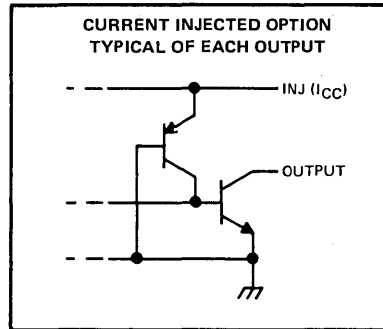 CURRENT INJECTED OPTION
TYPICAL OF EACH OUTPUT
INJ (ICC)
OUTPUT